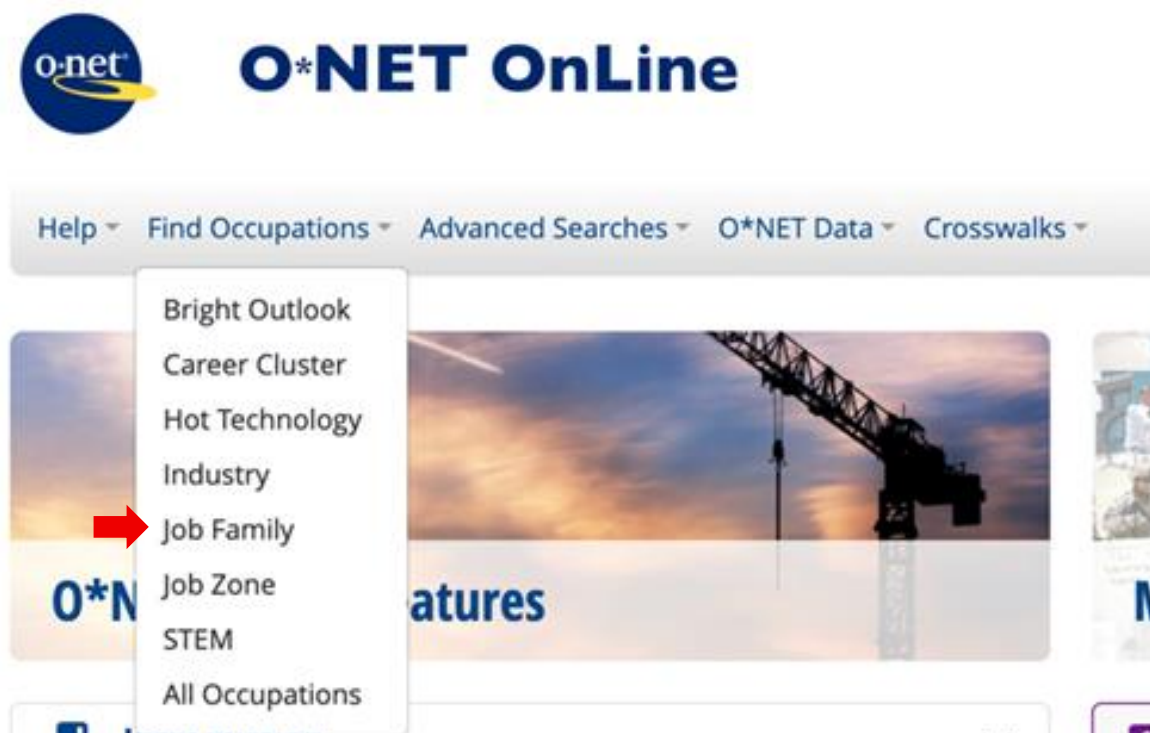 o·net
O*NET OnLine
Help Find Occupations Advanced Searches O*NET Data Crosswalks
Bright Outlook
Career Cluster
Hot Technology
Industry
Job Family
Job Zone
STEM
All Occupations
O*N atures